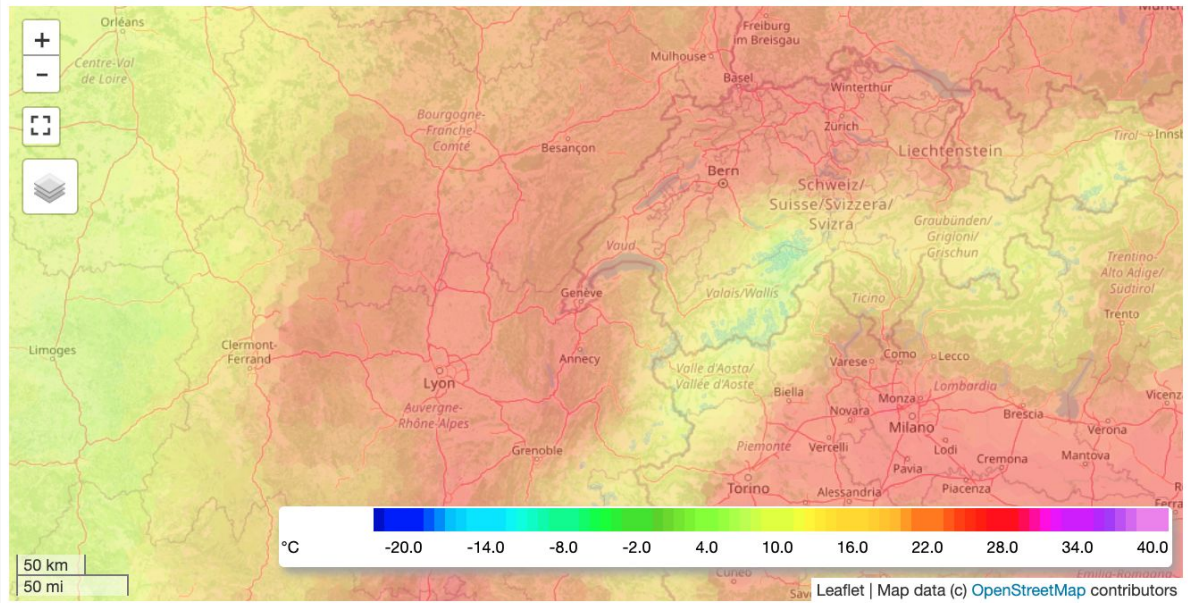 Orléans
Freiburg
im Breisgau
+
−
Centre-Val
de Loire
Mulhouse
Basel
Winterthur
Bourgogne-
Franche-
Comté
Zürich
Tirol
Besançon
Liechtenstein
Bern
Schweiz/
Suisse/Svizzera/
Svizra
Graubünden/
Grigioni/
Grischun
Vaud
Trentino-
Alto Adige/
Südtirol
Genève
Valais/Wallis
Ticino
Trento
Limoges
Clermont-
Ferrand
Annecy
Varese
Como
Lecco
Lyon
Valle d'Aosta/
Vallée d'Aoste
Biella
Monza
Lombardia
Auvergne-
Rhône-Alpes
Novara
Milano
Brescia
Verona
Grenoble
Piemonte
Vercelli
Lodi
Cremona
Mantova
Pavia
Torino
Alessandria
Piacenza
°C
-20.0 -14.0 -8.0 -2.0 4.0 10.0 16.0 22.0 28.0 34.0 40.0
50 km
50 mi
Cuneo
Emilia-Romagna
Leaflet | Map data (c) OpenStreetMap contributors